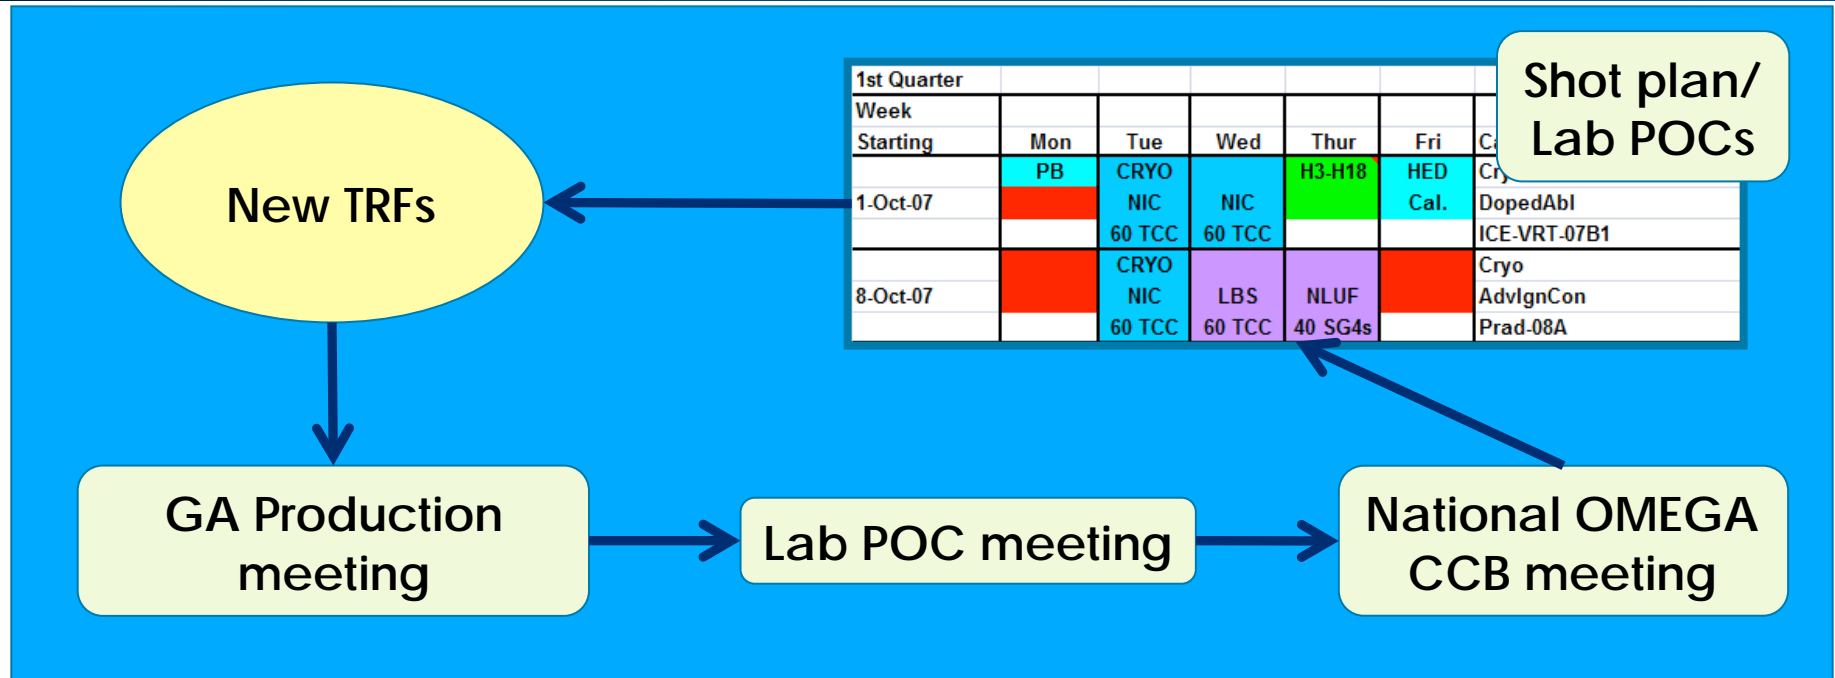 Shot plan/
Lab POCs
1st Quarter
Week
Starting Mon Tue Wed Thur Fri
PB CRYO H3-H18 HED
1-Oct-07 NIC NIC Cal. DopedAbl
60 TCC 60 TCC ICE-VRT-07B1
CRYO Cryo
8-Oct-07 NIC LBS NLUF AdvIgnCon
60 TCC 60 TCC 40 SG4s Prad-08A
New TRFs
GA Production
meeting
Lab POC meeting
National OMEGA
CCB meeting